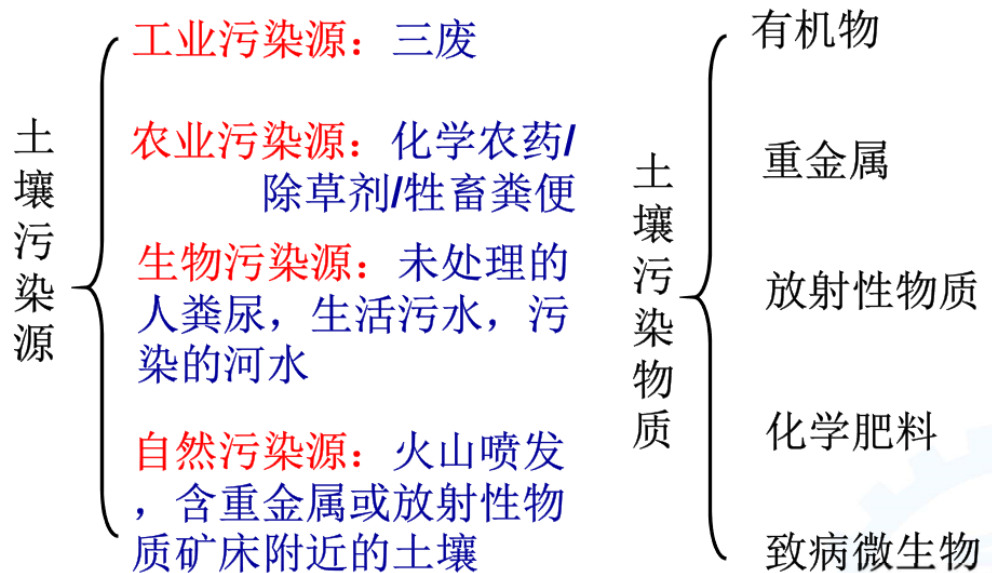 土壤污染源
工业污染源：三废
农业污染源：化学农药/
除草剂/牲畜粪便
生物污染源：未处理的
人粪尿，生活污水，污
染的河水
自然污染源：火山喷发
，含重金属或放射性物
质矿床附近的土壤
土壤污染物质
有机物
重金属
放射性物质
化学肥料
致病微生物